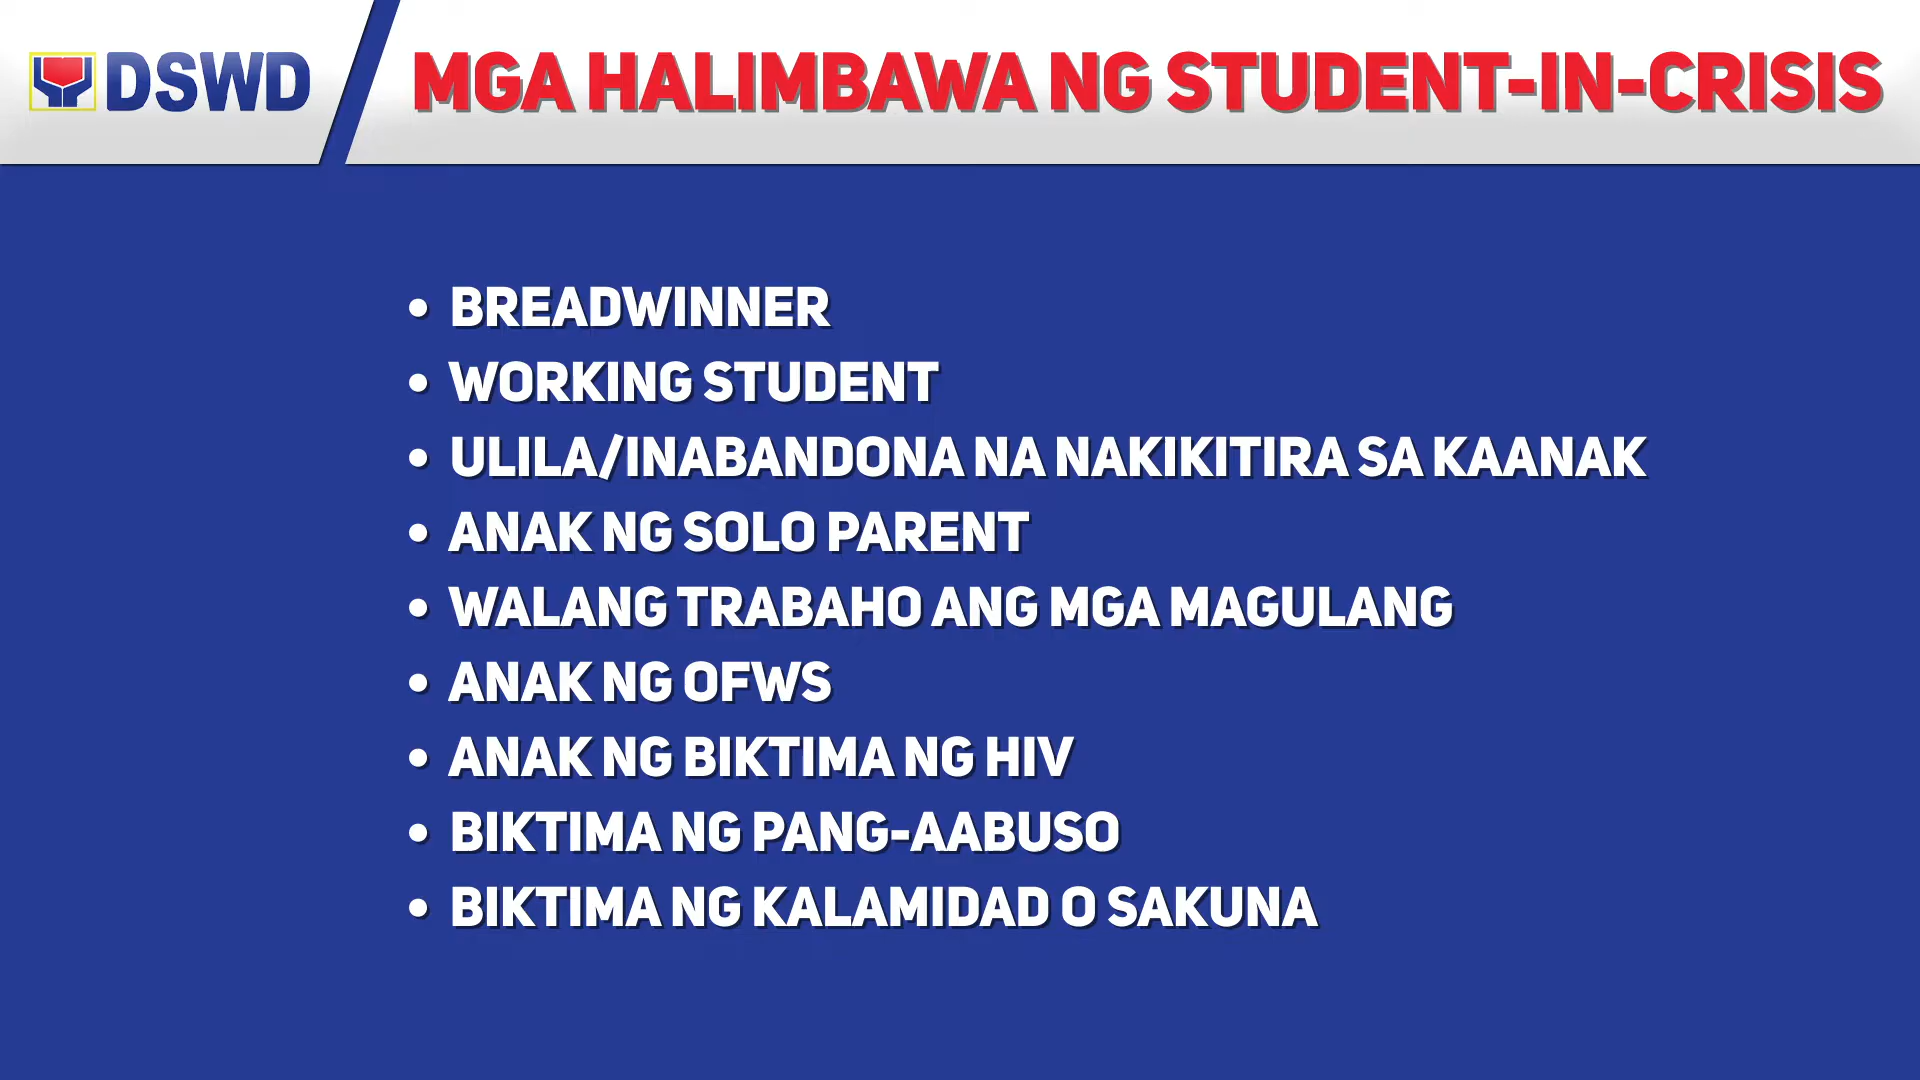 DSWD
MGA HALIMBAWA NG STUDENT-IN-CRISIS
• BREADWINNER
• WORKING STUDENT
• ULILA/INABANDONA NA NAKIKITIRA SA KAANAK
• ANAK NG SOLO PARENT
• WALANG TRABAHO ANG MGA MAGULANG
• ANAK NG OFWS
• ANAK NG BIKTIMA NG HIV
• BIKTIMA NG PANG-AABUSO
• BIKTIMA NG KALAMIDAD O SAKUNA